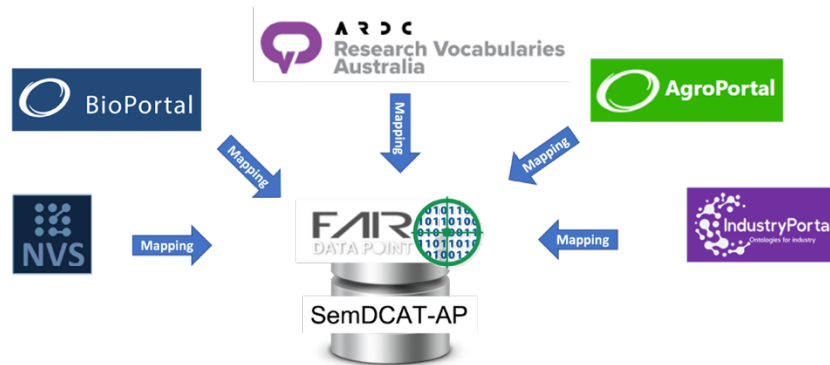 ARDC
Research Vocabularies
Australia
BioPortal
AgroPortal
Mapping
Mapping
Mapping
NVS
Mapping
FAIR
DATA POINT
Mapping
IndustryPortal
Ontologies for industry
SemDCAT-AP